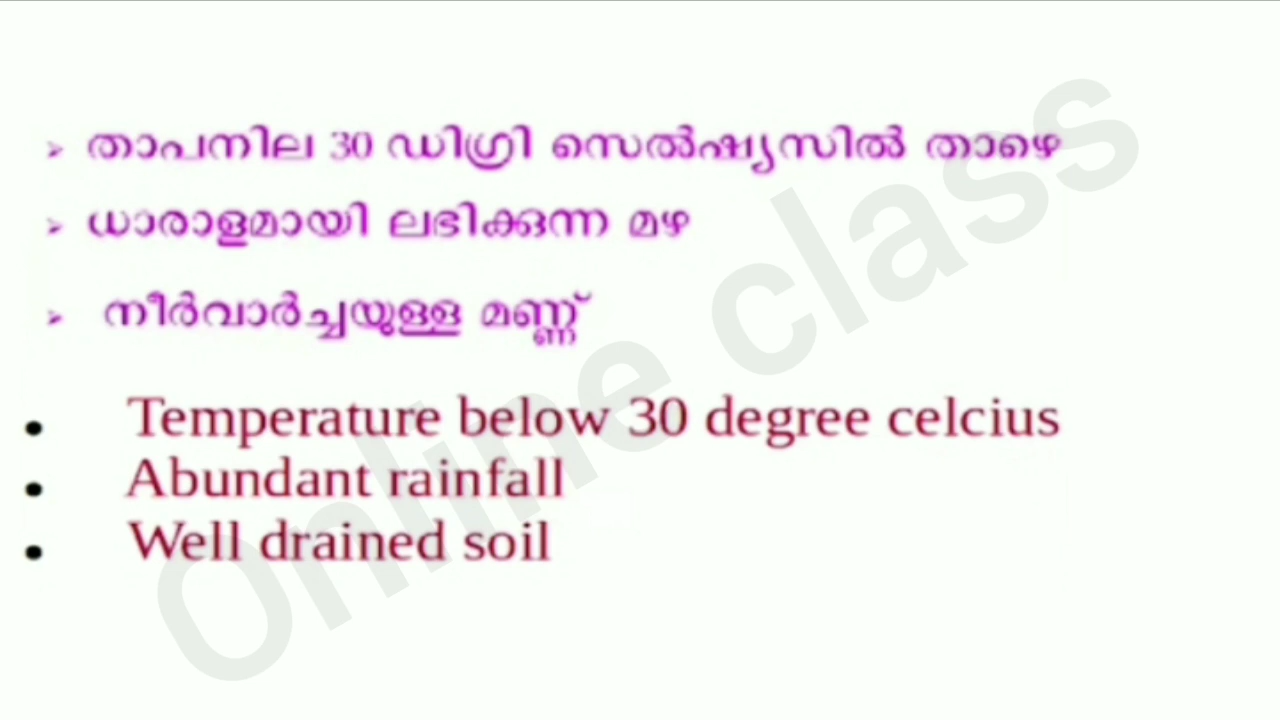 ➢ താപനില 30 ഡിഗ്രി സെൽഷ്യസിൽ താഴെ
➢ ധാരാളമായി ലഭിക്കുന്ന മഴ
➢ നീർവാർച്ചയുള്ള മണ്ണ്
• Temperature below 30 degree celcius
• Abundant rainfall
• Well drained soil
Online class